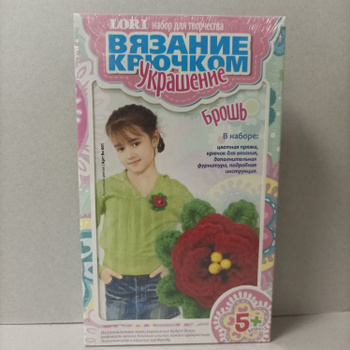 LORI набор для творчества
ВЯЗАНИЕ
КРЮЧКОМ
Украшение
Брошь
В наборе:
цветная пряжа,
крючок для вязания,
дополнительная
фурнитура, подробная
инструкция.
5+